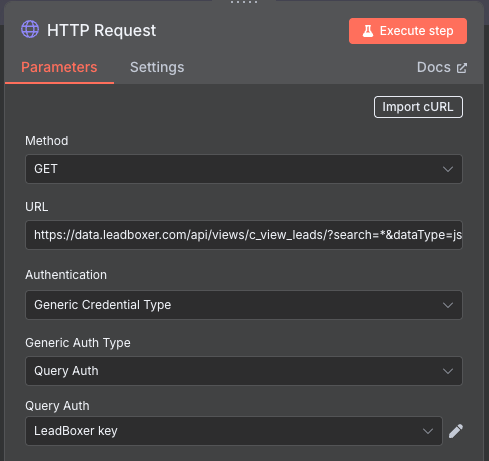 HTTP Request
Execute step
Parameters
Settings
Docs
Import cURL
Method
GET
URL
https://data.leadboxer.com/api/views/c_view_leads/?search=*&dataType=js
Authentication
Generic Credential Type
Generic Auth Type
Query Auth
Query Auth
LeadBoxer key